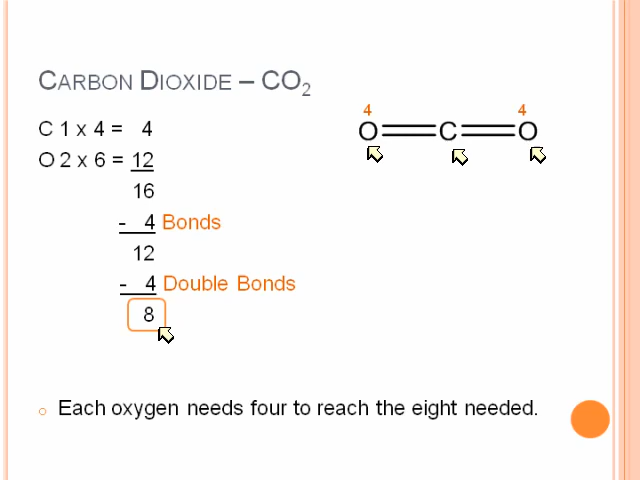 CARBON DIOXIDE – CO₂
4 4
O C O
C 1 x 4 = 4
O 2 x 6 = 12
16
- 4 Bonds
12
- 4 Double Bonds
8
Each oxygen needs four to reach the eight needed.